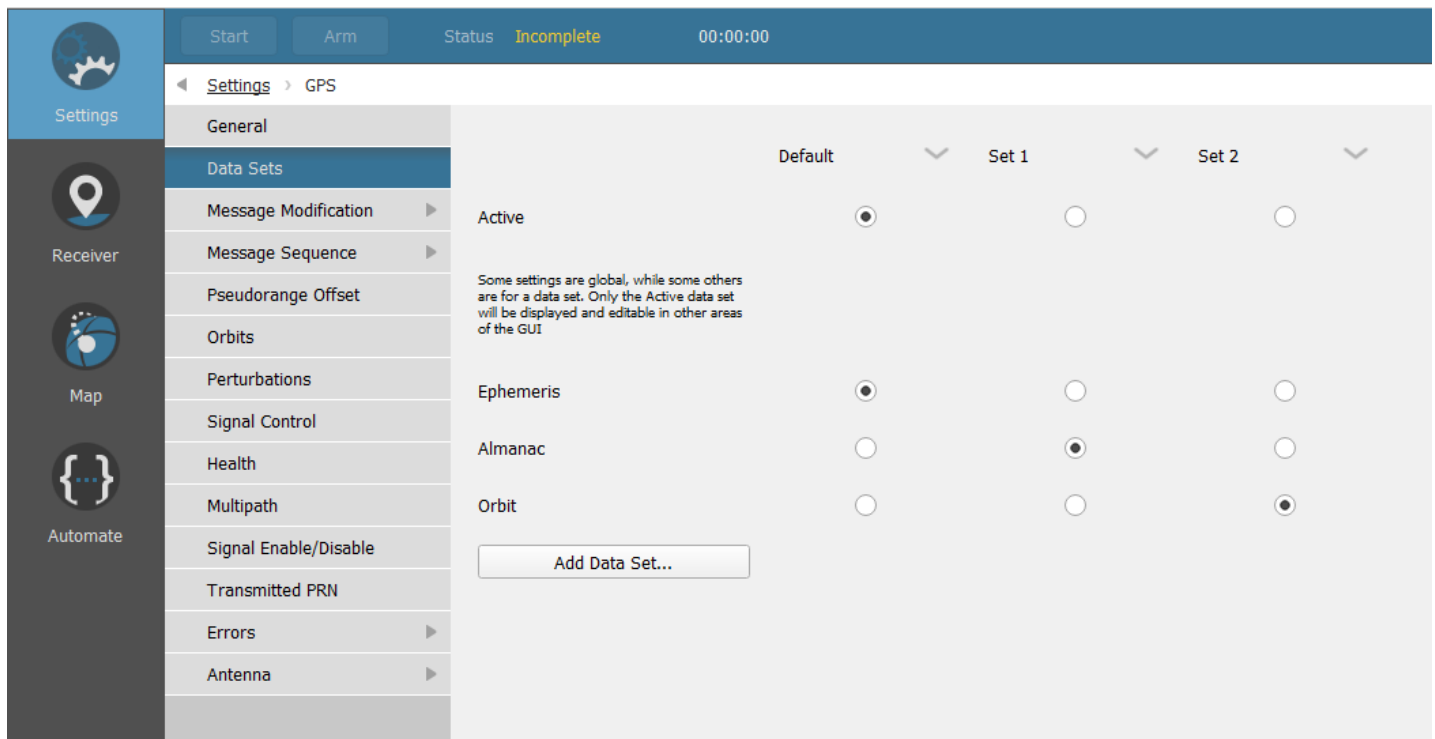 Start Arm Status Incomplete 00:00:00
Settings › GPS
Settings
General
Data Sets
Message Modification
Message Sequence
Pseudorange Offset
Orbits
Perturbations
Signal Control
Health
Multipath
Signal Enable/Disable
Transmitted PRN
Errors
Antenna
Receiver
Map
Automate
Default Set 1 Set 2
Active
Some settings are global, while some others
are for a data set. Only the Active data set
will be displayed and editable in other areas
of the GUI
Ephemeris
Almanac
Orbit
Add Data Set...